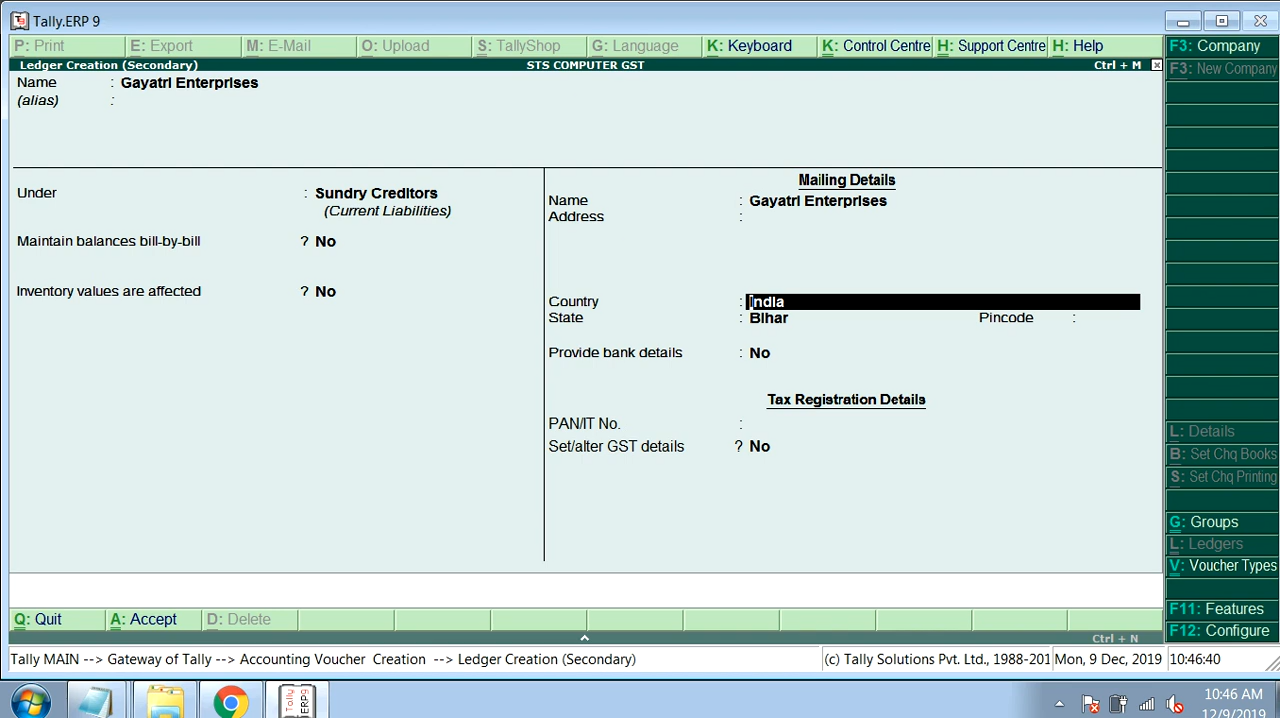 Tally.ERP 9
P: Print E: Export M: E-Mail O: Upload S: TallyShop G: Language K: Keyboard K: Control Centre H: Support Centre H: Help F3: Company
Ledger Creation (Secondary) STS COMPUTER GST Ctrl + M F3: New Company
Name : Gayatri Enterprises
(alias) :
Mailing Details
Under : Sundry Creditors
(Current Liabilities)
Name : Gayatri Enterprises
Address :
Maintain balances bill-by-bill ? No
Inventory values are affected ? No
Country : India
State : Bihar Pincode :
Provide bank details : No
Tax Registration Details
PAN/IT No. :
Set/alter GST details ? No
L: Details
B: Set Chq Books
S: Set Chq Printing
G: Groups
L: Ledgers
V: Voucher Types
F11: Features
F12: Configure
Q: Quit A: Accept D: Delete
Ctrl + N
Tally MAIN --> Gateway of Tally --> Accounting Voucher Creation --> Ledger Creation (Secondary) (c) Tally Solutions Pvt. Ltd., 1988-201 Mon, 9 Dec, 2019 10:46:40
Tally
ERP9
10:46 AM
12/9/2019